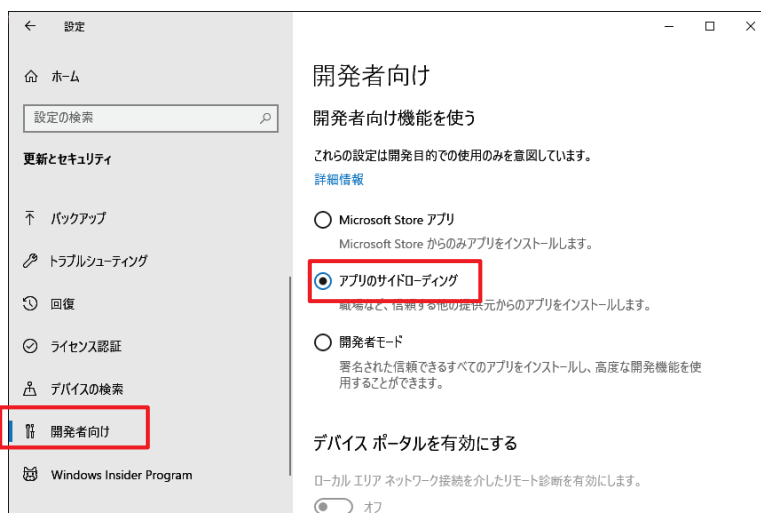 設定
ホーム
設定の検索
更新とセキュリティ
バックアップ
トラブルシューティング
回復
ライセンス認証
デバイスの検索
開発者向け
Windows Insider Program
開発者向け
開発者向け機能を使う
これらの設定は開発目的での使用のみを意図しています。
詳細情報
Microsoft Store アプリ
Microsoft Store からのみアプリをインストールします。
アプリのサイドローディング
職場など、信頼する他の提供元からのアプリをインストールします。
開発者モード
署名された信頼できるすべてのアプリをインストールし、高度な開発機能を使
用することができます。
デバイス ポータルを有効にする
ローカル エリア ネットワーク接続を介したリモート診断を有効にします。
オフ